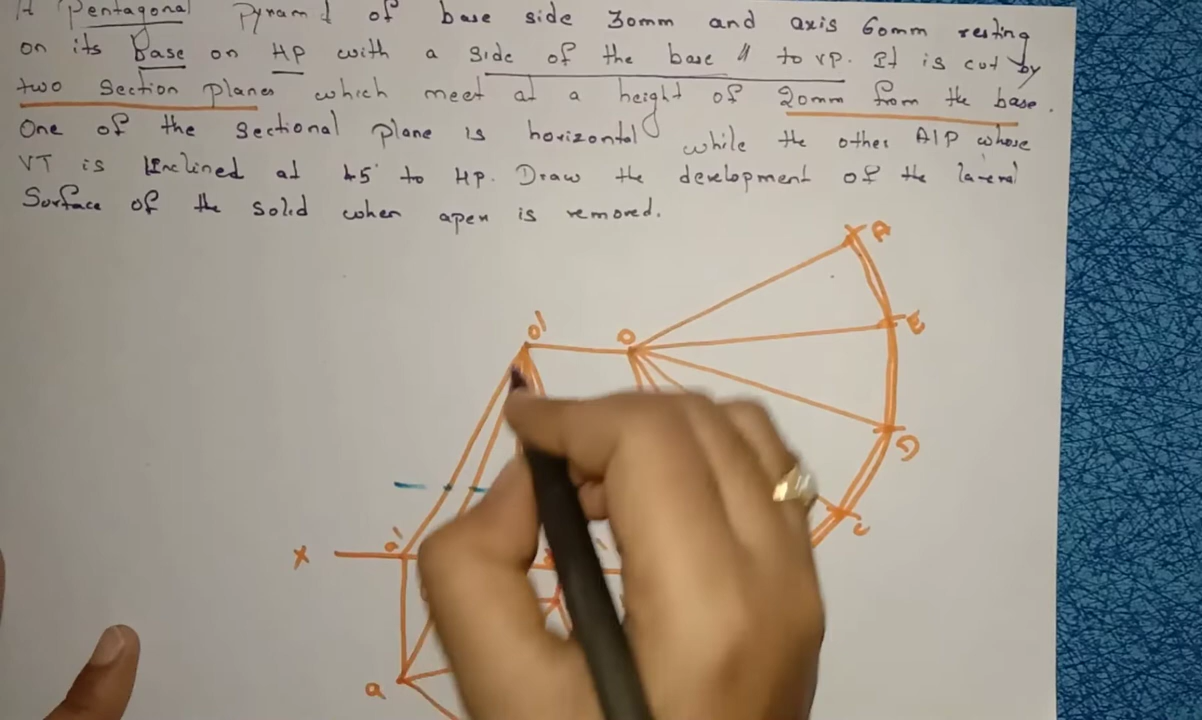 A Pentagonal Pyramid of base side 30mm and axis 60mm resting
on its Base on HP with a side of the base 11 to VP. It is cut by
two section planes which meet at a height of 20mm from the base.
One of the sectional plane is horizontal while the other AIP whose
VT is Inclined at 45° to HP. Draw the development of the lateral
Surface of the solid when apex is removed.
A
E
o'
O
D
C
a'
X
a